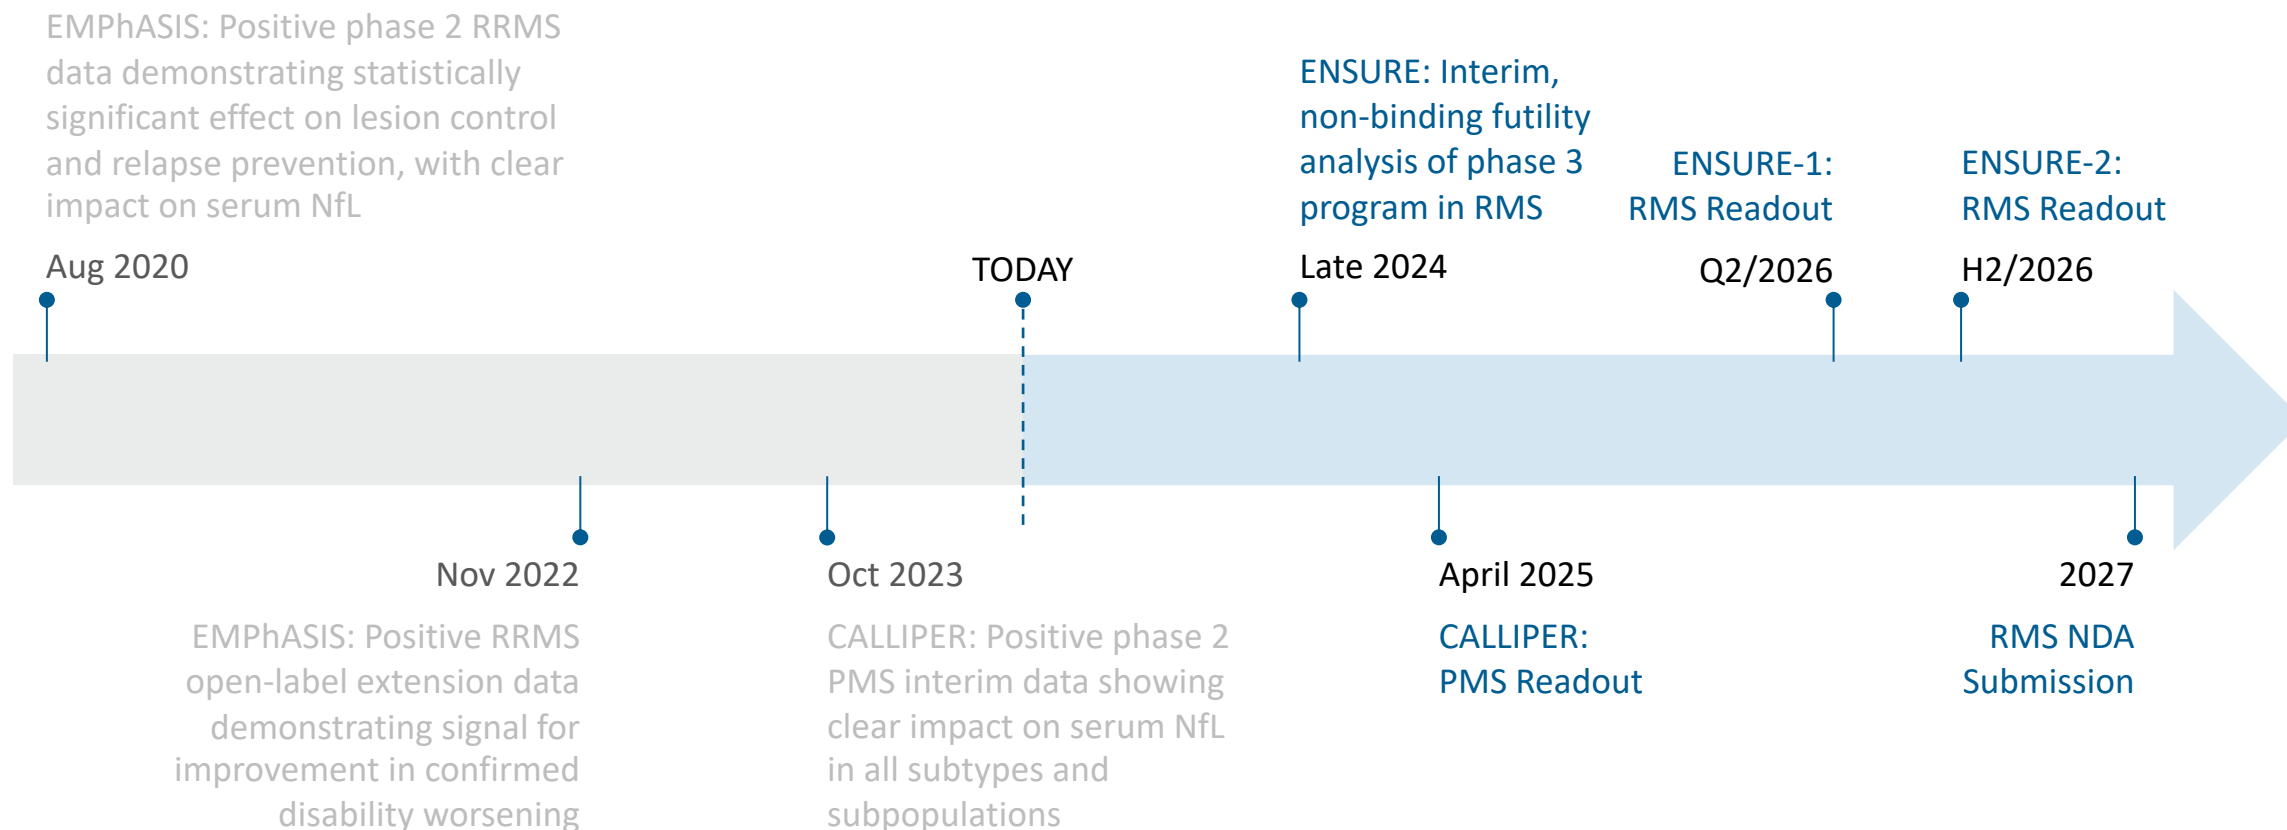 EMPhASIS: Positive phase 2 RRMS
data demonstrating statistically
significant effect on lesion control
and relapse prevention, with clear
impact on serum NfL
Aug 2020
TODAY
ENSURE: Interim,
non-binding futility
analysis of phase 3
program in RMS
Late 2024
ENSURE-1:
RMS Readout
Q2/2026
ENSURE-2:
RMS Readout
H2/2026
Nov 2022
EMPhASIS: Positive RRMS
open-label extension data
demonstrating signal for
improvement in confirmed
disability worsening
Oct 2023
CALLIPER: Positive phase 2
PMS interim data showing
clear impact on serum NfL
in all subtypes and
subpopulations
April 2025
CALLIPER:
PMS Readout
2027
RMS NDA
Submission